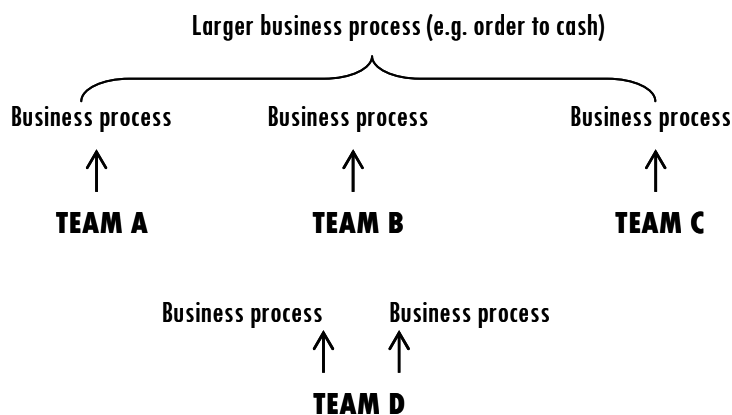 Larger business process (e.g. order to cash)
Business process Business process Business process
TEAM A TEAM B TEAM C
Business process Business process
TEAM D